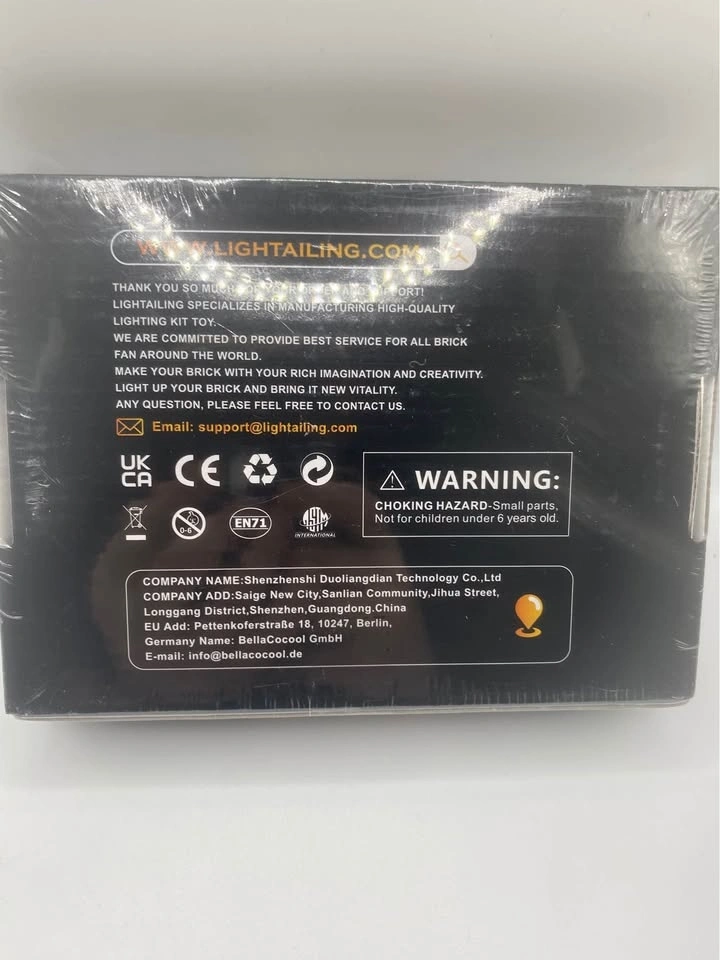 WWW.LIGHTAILING.COM
THANK YOU SO MUCH FOR YOUR ORDER AND SUPPORT!
LIGHTAILING SPECIALIZES IN MANUFACTURING HIGH-QUALITY
LIGHTING KIT TOY.
WE ARE COMMITTED TO PROVIDE BEST SERVICE FOR ALL BRICK
FAN AROUND THE WORLD.
MAKE YOUR BRICK WITH YOUR RICH IMAGINATION AND CREATIVITY.
LIGHT UP YOUR BRICK AND BRING IT NEW VITALITY.
ANY QUESTION, PLEASE FEEL FREE TO CONTACT US.
Email: support@lightailing.com
UK
CA
CE
0-6
EN71
ASTM
INTERNATIONAL
WARNING:
CHOKING HAZARD-Small parts,
Not for children under 6 years old.
COMPANY NAME:Shenzhenshi Duoliangdian Technology Co.,Ltd
COMPANY ADD:Saige New City,Sanlian Community,Jihua Street,
Longgang District,Shenzhen,Guangdong.China
EU Add: Pettenkoferstraße 18, 10247, Berlin,
Germany Name: BellaCocool GmbH
E-mail: info@bellacocool.de